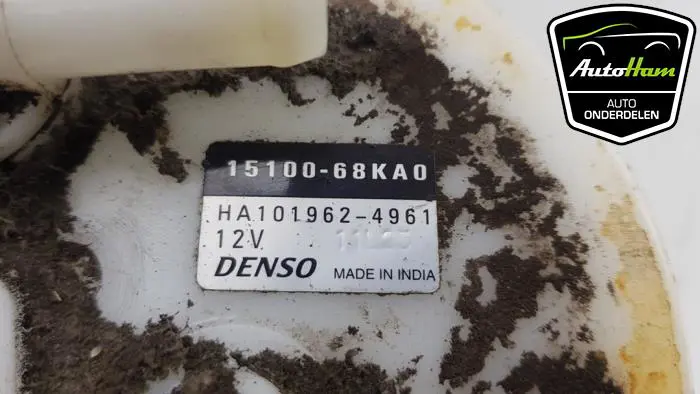 AutoHam
AUTO
ONDERDELEN
15100-68KA0
HA101962-4961
12V
DENSO MADE IN INDIA